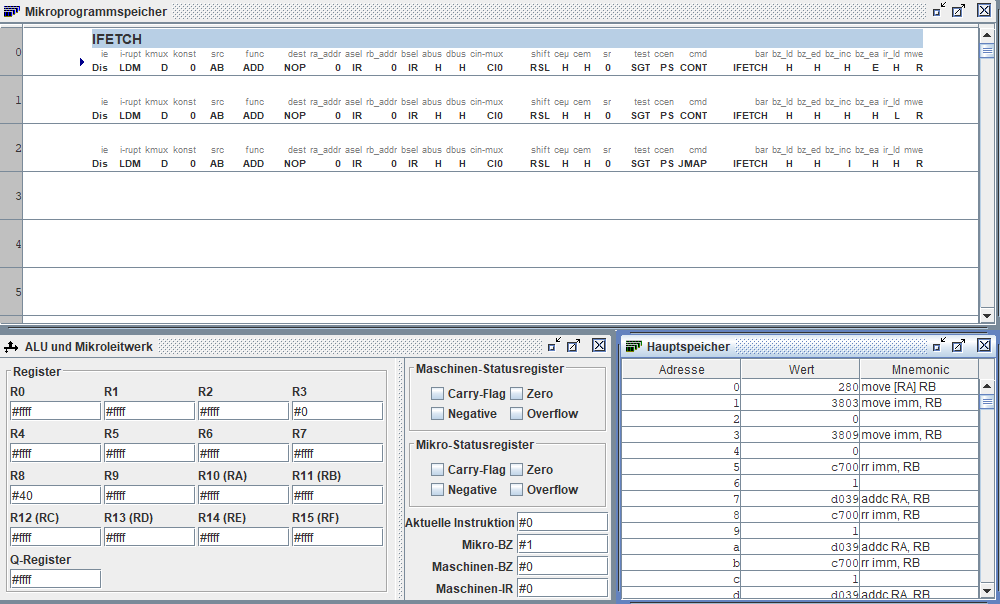 Mikroprogrammspeicher
0
IFETCH
ie i-rupt kmux konst src func dest ra_addr asel rb_addr bsel abus dbus cin-mux shift ceµ cem sr test ccen cmd bar bz_ld bz_ed bz_inc bz_ea ir_ld mwe
Dis LDM D 0 AB ADD NOP 0 IR 0 IR H H CI0 RSL H H 0 SGT PS CONT IFETCH H H H E H R
1
ie i-rupt kmux konst src func dest ra_addr asel rb_addr bsel abus dbus cin-mux shift ceµ cem sr test ccen cmd bar bz_ld bz_ed bz_inc bz_ea ir_ld mwe
Dis LDM D 0 AB ADD NOP 0 IR 0 IR H H CI0 RSL H H 0 SGT PS CONT IFETCH H H H H L R
2
ie i-rupt kmux konst src func dest ra_addr asel rb_addr bsel abus dbus cin-mux shift ceµ cem sr test ccen cmd bar bz_ld bz_ed bz_inc bz_ea ir_ld mwe
Dis LDM D 0 AB ADD NOP 0 IR 0 IR H H CI0 RSL H H 0 SGT PS JMAP IFETCH H H I H H R
3
4
5
ALU und Mikroleitwerk
Register
R0 R1 R2 R3
#ffff #ffff #ffff #0
R4 R5 R6 R7
#ffff #ffff #ffff #ffff
R8 R9 R10 (RA) R11 (RB)
#40 #ffff #ffff #ffff
R12 (RC) R13 (RD) R14 (RE) R15 (RF)
#ffff #ffff #ffff #ffff
Q-Register
#ffff
Maschinen-Statusregister
Carry-Flag Zero
Negative Overflow
Mikro-Statusregister
Carry-Flag Zero
Negative Overflow
Aktuelle Instruktion #0
Mikro-BZ #1
Maschinen-BZ #0
Maschinen-IR #0
Hauptspeicher
Adresse Wert Mnemonic
0 280 move [RA] RB
1 3803 move imm, RB
2 0
3 3809 move imm, RB
4 0
5 c700 rr imm, RB
6 1
7 d039 addc RA, RB
8 c700 rr imm, RB
9 1
a d039 addc RA, RB
b c700 rr imm, RB
c 1
d d039 addc RA, RB